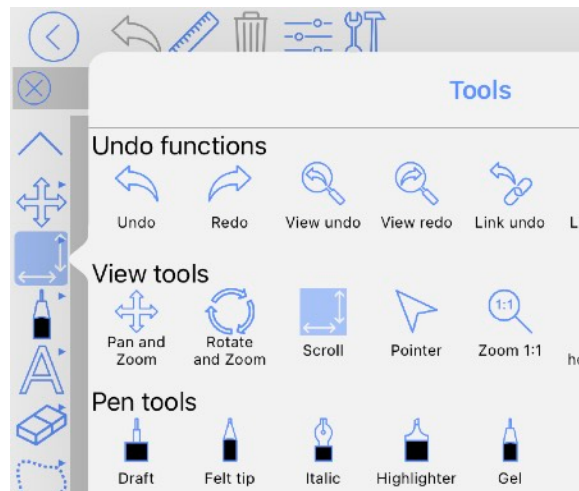 Tools
Undo functions
Undo Redo View undo View redo Link undo
View tools
1:1
Pan and Zoom Rotate and Zoom Scroll Pointer Zoom 1:1
Pen tools
Draft Felt tip Italic Highlighter Gel